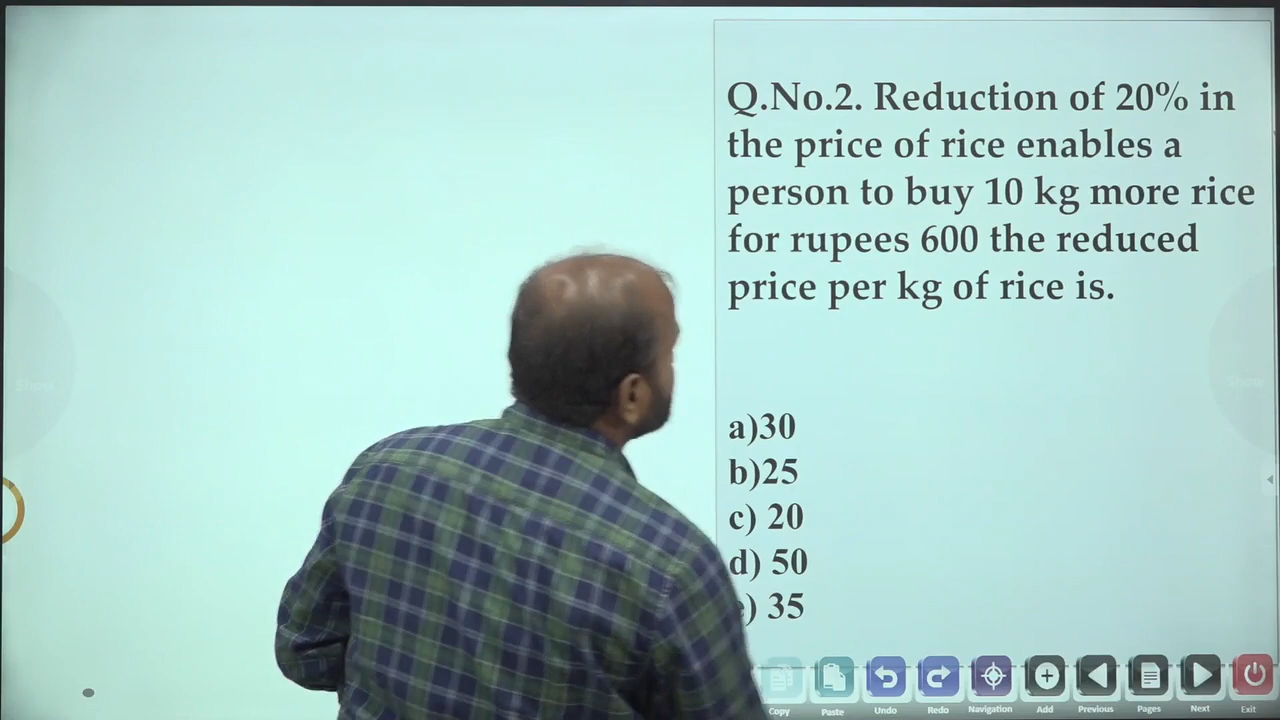 Q.No.2. Reduction of 20% in
the price of rice enables a
person to buy 10 kg more rice
for rupees 600 the reduced
price per kg of rice is.
a)30
b)25
c) 20
d) 50
e) 35
Show
Show
Copy Paste Undo Redo Navigation Add Previous Pages Next Exit